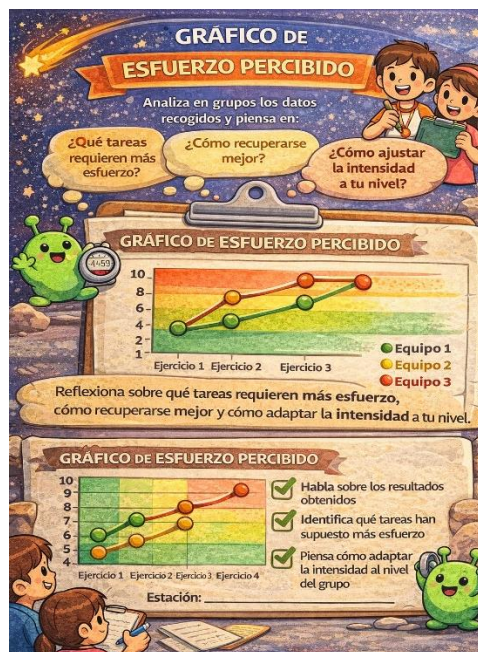 GRÁFICO DE
ESFUERZO PERCIBIDO
Analiza en grupos los datos
recogidos y piensa en:
¿Qué tareas
requieren más
esfuerzo?
¿Cómo recuperarse
mejor?
¿Cómo ajustar
la intensidad
a tu nivel?
GRÁFICO DE ESFUERZO PERCIBIDO
10
8
6
4
2
1
Ejercicio 1 Ejercicio 2 Ejercicio 3
Equipo 1
Equipo 2
Equipo 3
Reflexiona sobre qué tareas requieren más esfuerzo,
cómo recuperarse mejor y cómo adaptar la intensidad a tu nivel.
GRÁFICO DE ESFUERZO PERCIBIDO
10
9
8
7
6
5
4
Ejercicio 1 Ejercicio 2 Ejercicio 3 Ejercicio 4
Habla sobre los resultados
obtenidos
Identifica qué tareas han
supuesto más esfuerzo
Piensa cómo adaptar
la intensidad al nivel
del grupo
Estación: